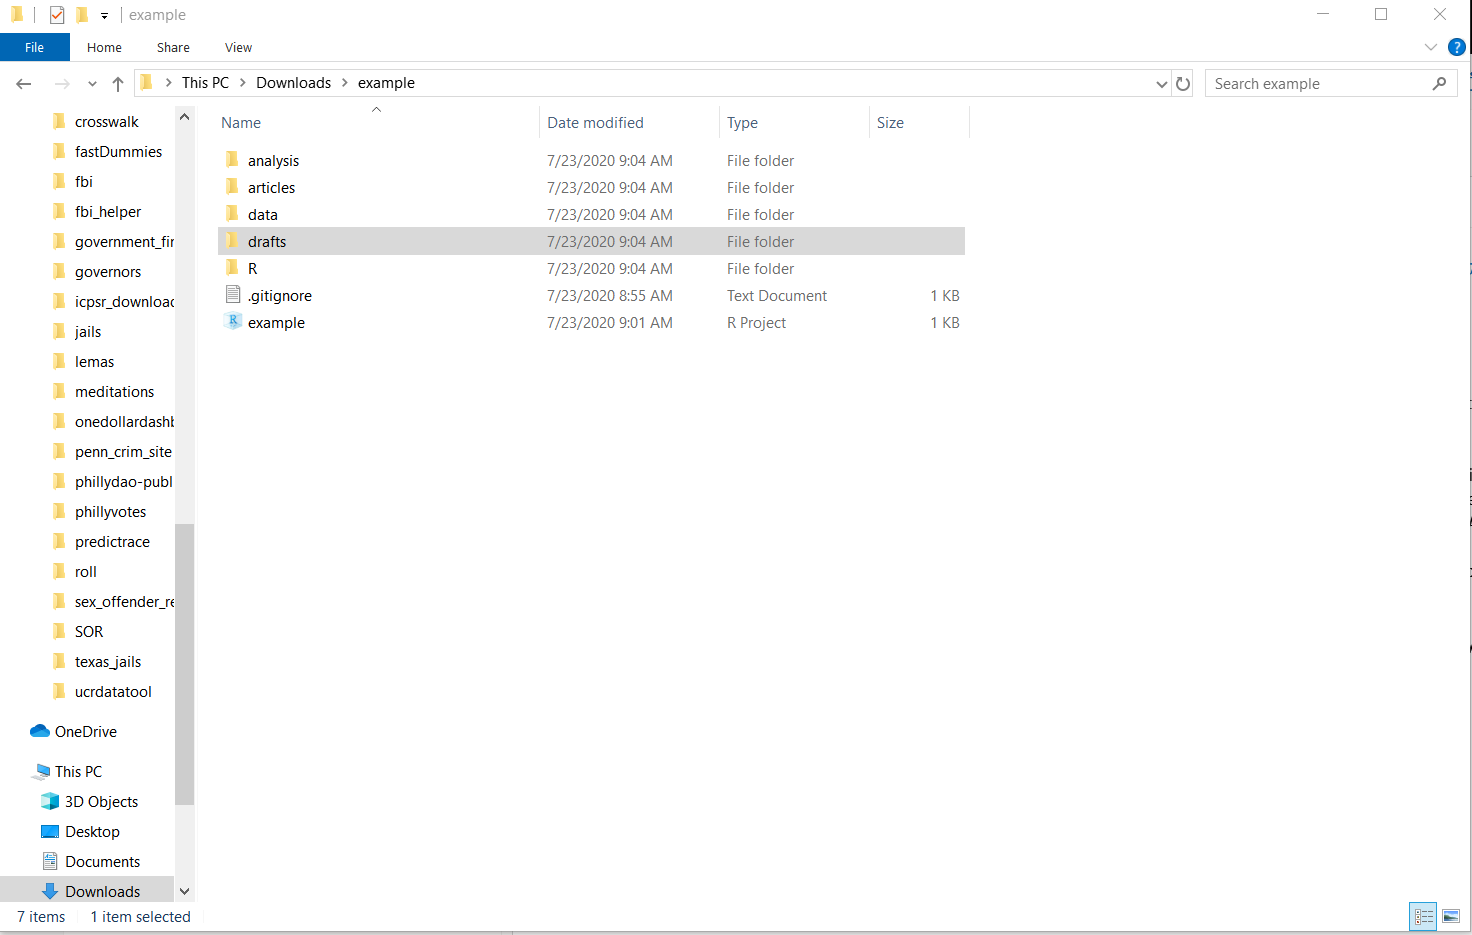 example
File Home Share View
This PC > Downloads > example
Search example
crosswalk
fastDummies
fbi
fbi_helper
government_fir
governors
icpsr_download
jails
lemas
meditations
onedollardashb
penn_crim_site
phillydao-publ
phillyvotes
predictrace
roll
sex_offender_re
SOR
texas_jails
ucrdatatool
OneDrive
This PC
3D Objects
Desktop
Documents
Downloads
Name Date modified Type Size
analysis 7/23/2020 9:04 AM File folder
articles 7/23/2020 9:04 AM File folder
data 7/23/2020 9:04 AM File folder
drafts 7/23/2020 9:04 AM File folder
R 7/23/2020 9:04 AM File folder
.gitignore 7/23/2020 8:55 AM Text Document 1 KB
example 7/23/2020 9:01 AM R Project 1 KB
7 items 1 item selected